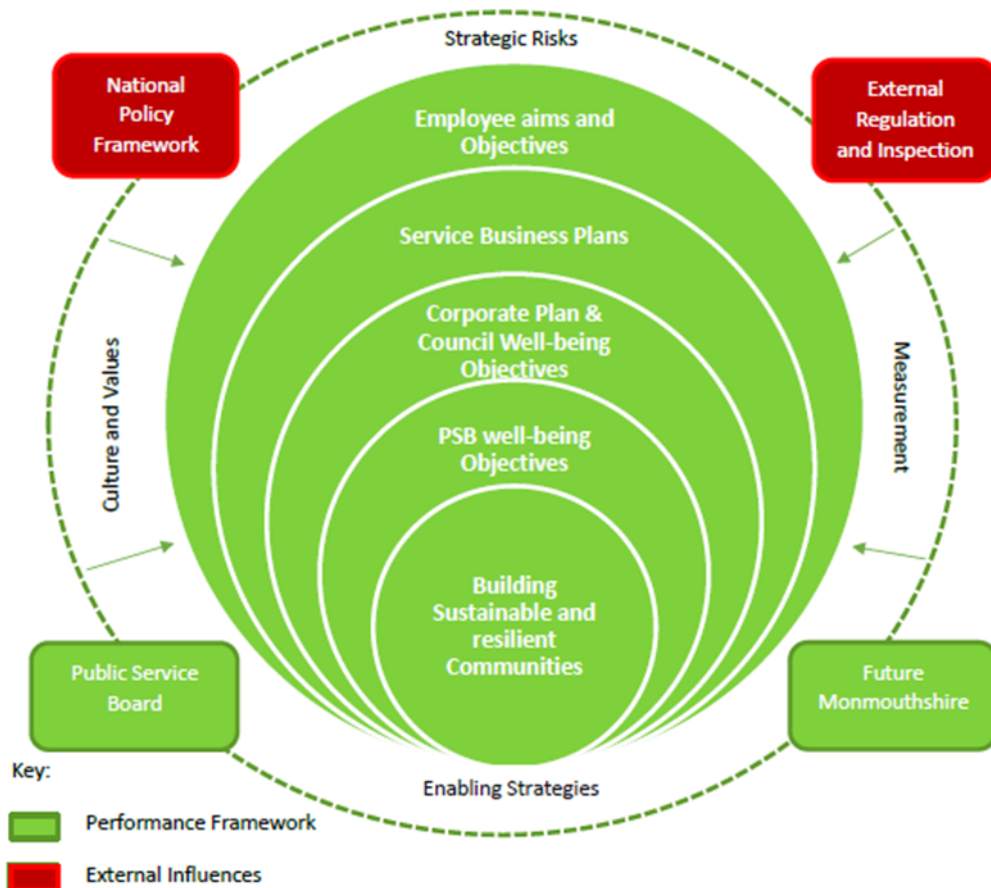 Strategic Risks
National
Policy
Framework
External
Regulation
and Inspection
Employee aims and
Objectives
Service Business Plans
Corporate Plan &
Council Well-being
Objectives
Culture and Values
Measurement
PSB well-being
Objectives
Building
Sustainable and
resilient
Communities
Public Service
Board
Future
Monmouthshire
Enabling Strategies
Key:
Performance Framework
External Influences